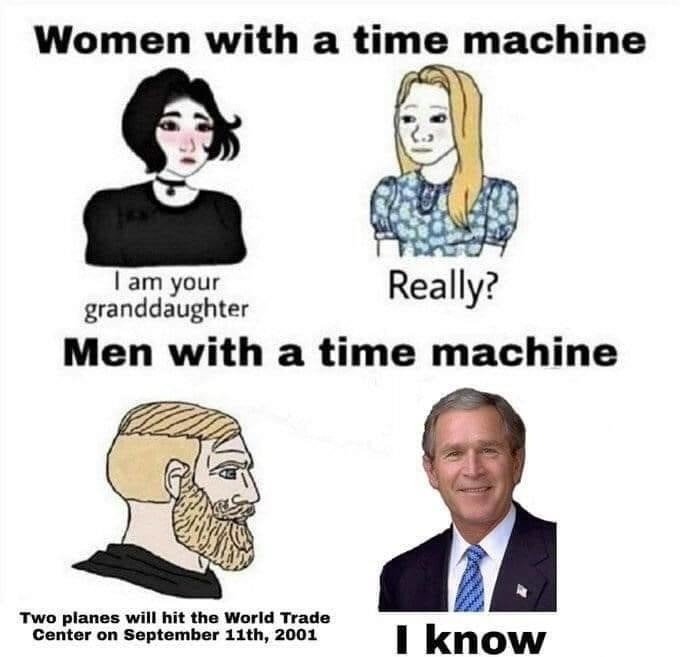 Women with a time machine
I am your
granddaughter
Really?
Men with a time machine
Two planes will hit the World Trade
Center on September 11th, 2001
I know